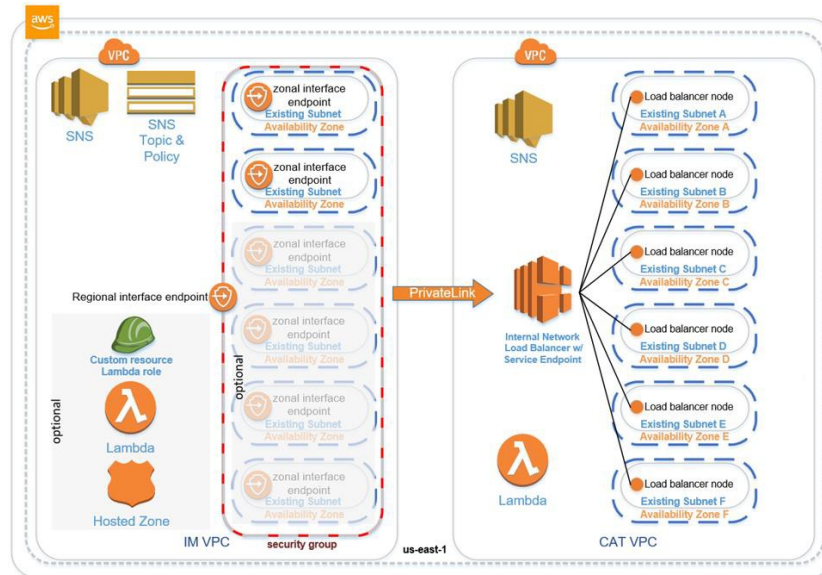 aws
VPC
VPC
SNS
SNS
Topic &
Policy
zonal interface
endpoint
Existing Subnet
Availability Zone
zonal interface
endpoint
Existing Subnet
Availability Zone
zonal interface
endpoint
Existing Subnet
Availability Zone
zonal interface
endpoint
Existing Subnet
Availability Zone
zonal interface
endpoint
Existing Subnet
Availability Zone
zonal interface
endpoint
Existing Subnet
Availability Zone
optional
Regional interface endpoint
optional
Custom resource
Lambda role
Lambda
Hosted Zone
IM VPC
security group
us-east-1
PrivateLink
SNS
Internal Network
Load Balancer w/
Service Endpoint
Lambda
Load balancer node
Existing Subnet A
Availability Zone A
Load balancer node
Existing Subnet B
Availability Zone B
Load balancer node
Existing Subnet C
Availability Zone C
Load balancer node
Existing Subnet D
Availability Zone D
Load balancer node
Existing Subnet E
Availability Zone E
Load balancer node
Existing Subnet F
Availability Zone F
CAT VPC